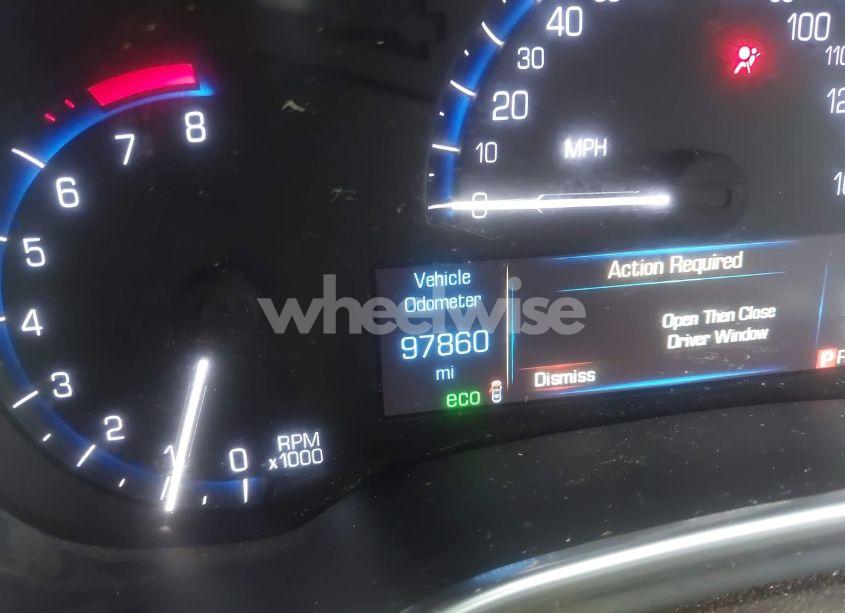 40
100
30
110
20
10
MPH
0
8
7
6
5
4
3
2
1
0
RPM
x1000
Vehicle
Odometer
97860
mi
eco
Action Required
Open Then Close
Driver Window
Dismiss
P
wheelwise